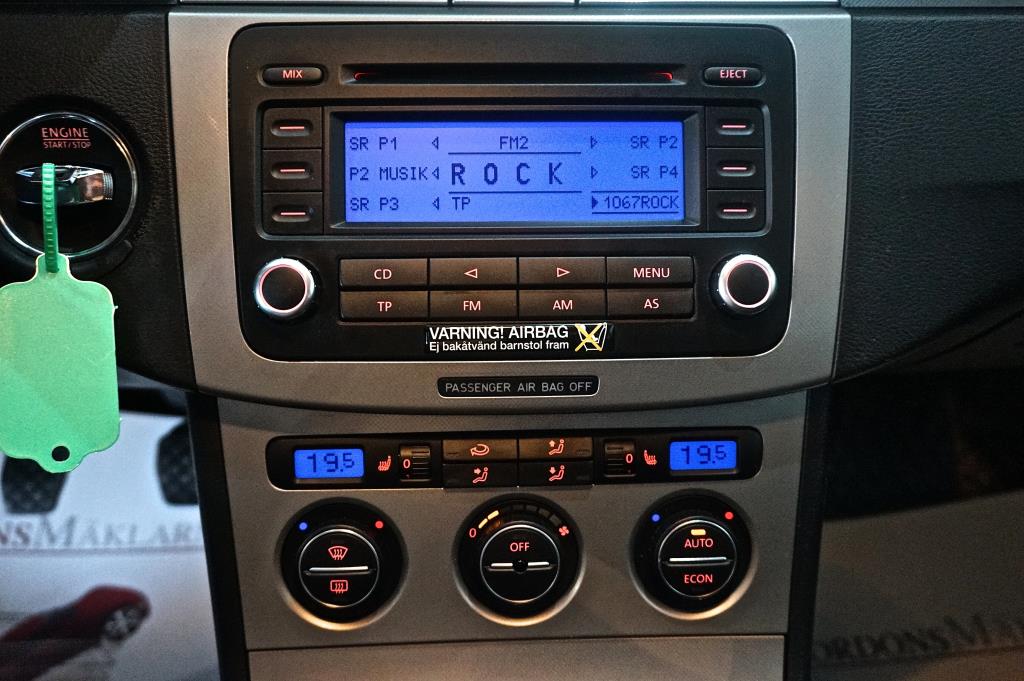 MIX
EJECT
ENGINE
START/STOP
SR P1
FM2
SR P2
P2 MUSIK
ROCK
SR P4
SR P3
TP
1067ROCK
CD
MENU
TP
FM
AM
AS
VARNING! AIRBAG
Ej bakåtvänd barnstol fram
PASSENGER AIR BAG OFF
19.5
0
0
19.5
0
OFF
AUTO
ECON